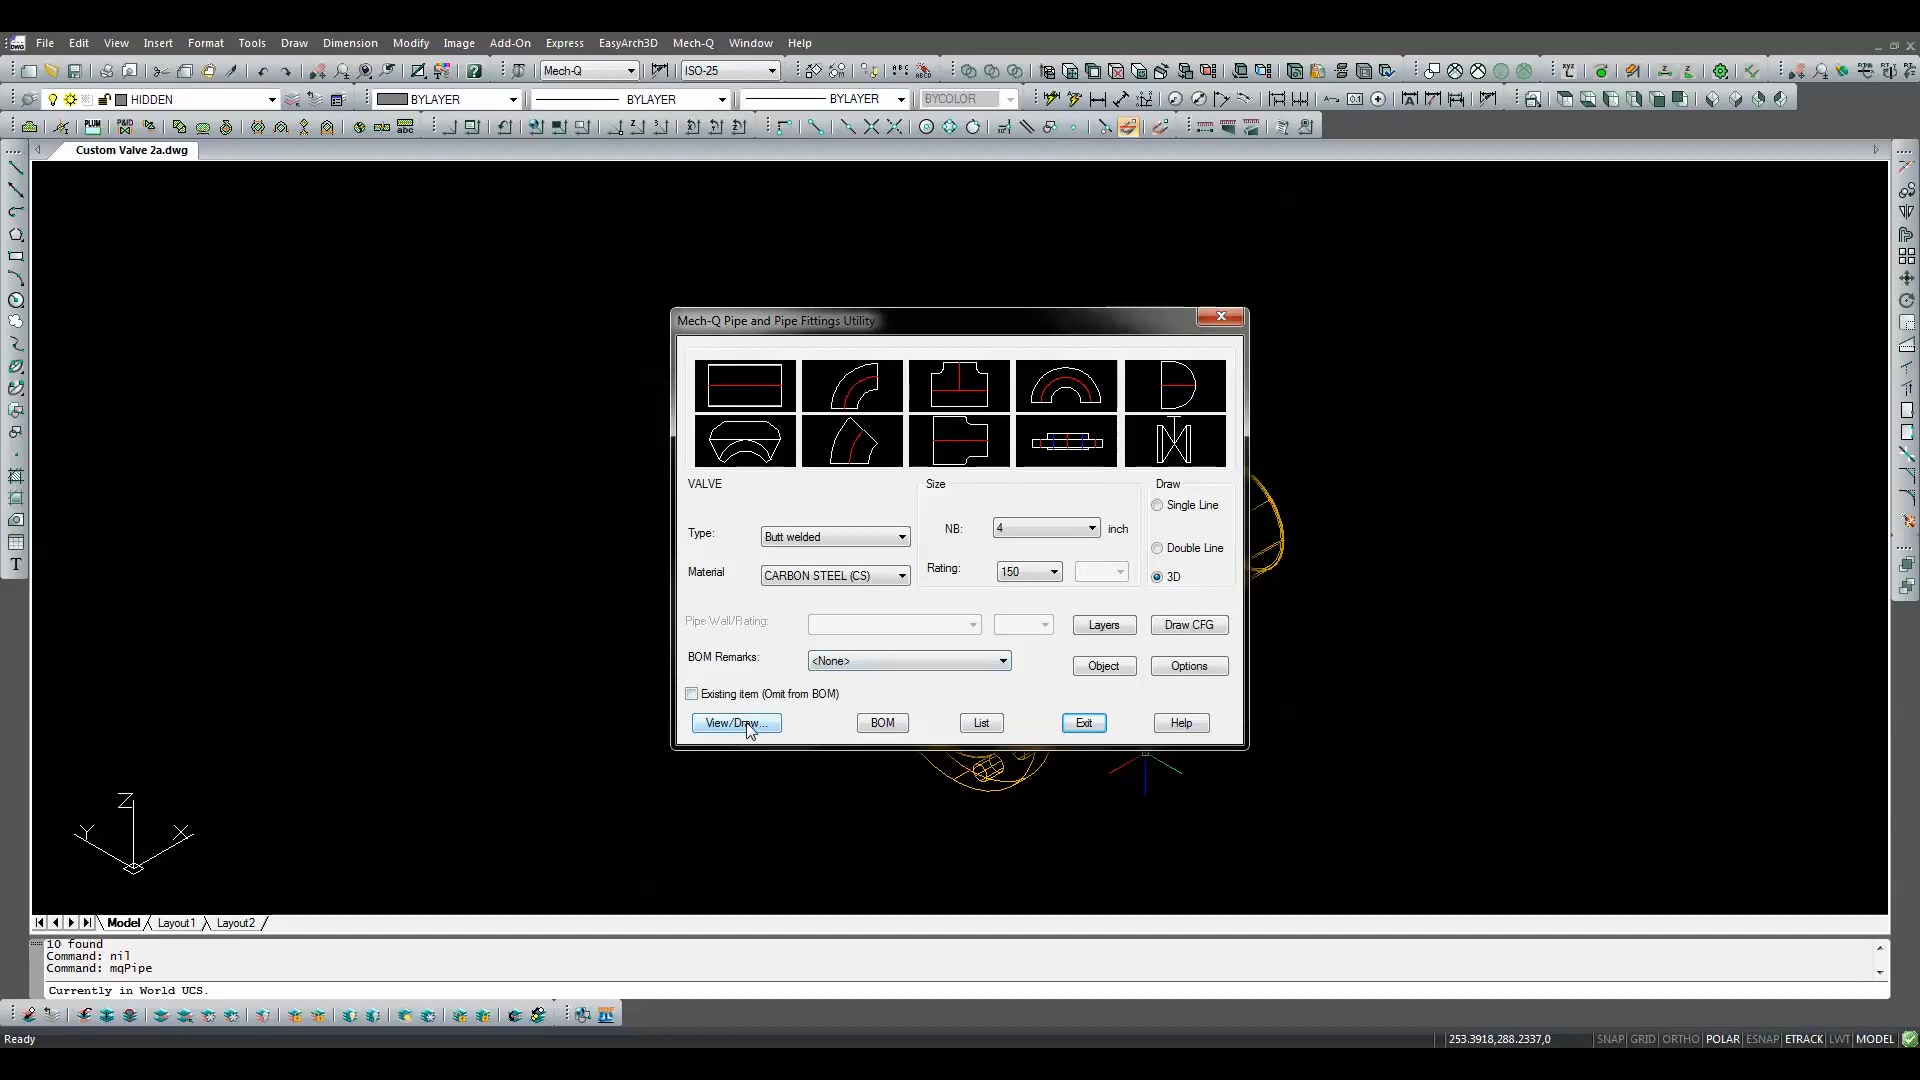 File Edit View Insert Format Tools Draw Dimension Modify Image Add-On Express EasyArch3D Mech-Q Window Help
Mech-Q ISO-25
HIDDEN BYLAYER BYLAYER BYLAYER BYCOLOR
Custom Valve 2a.dwg
Mech-Q Pipe and Pipe Fittings Utility
VALVE Size Draw
Single Line
NB: 4 inch
Type: Butt welded
Double Line
Rating: 150
Material CARBON STEEL (CS)
3D
Pipe Wall/Rating: Layers Draw CFG
BOM Remarks: <None> Object Options
Existing item (Omit from BOM)
View/Draw... BOM List Exit Help
Z
Y X
Model Layout1 Layout2
10 found
Command: nil
Command: mqPipe
Currently in World UCS.
Ready 253.3918,288.2337,0 SNAP GRID ORTHO POLAR ESNAP ETRACK LWT MODEL